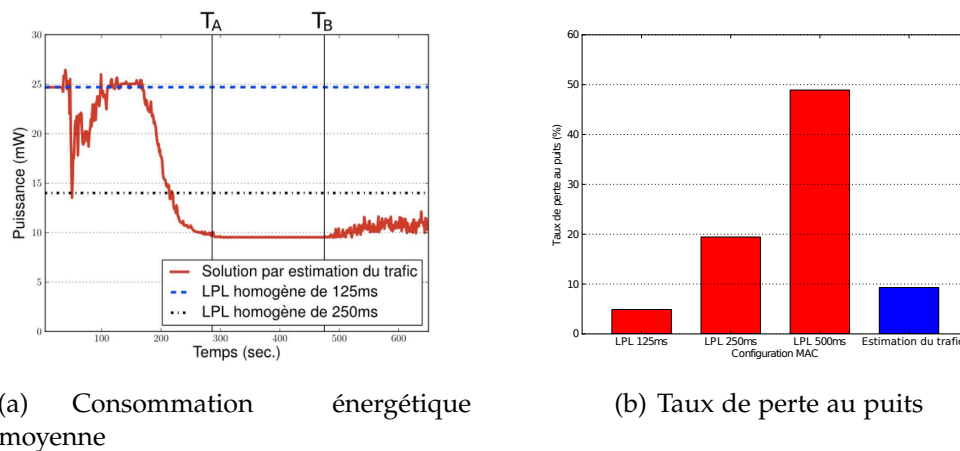 T_A T_B
30
25
20
15
10
5
0
Puissance (mW)
Solution par estimation du trafic
LPL homogène de 125ms
LPL homogène de 250ms
100 200 300 400 500 600
Temps (sec.)
60
50
40
30
20
10
0
Taux de perte au puits (%)
LPL 125ms LPL 250ms LPL 500ms Estimation du trafic
Configuration MAC
(a) Consommation énergétique
moyenne
(b) Taux de perte au puits